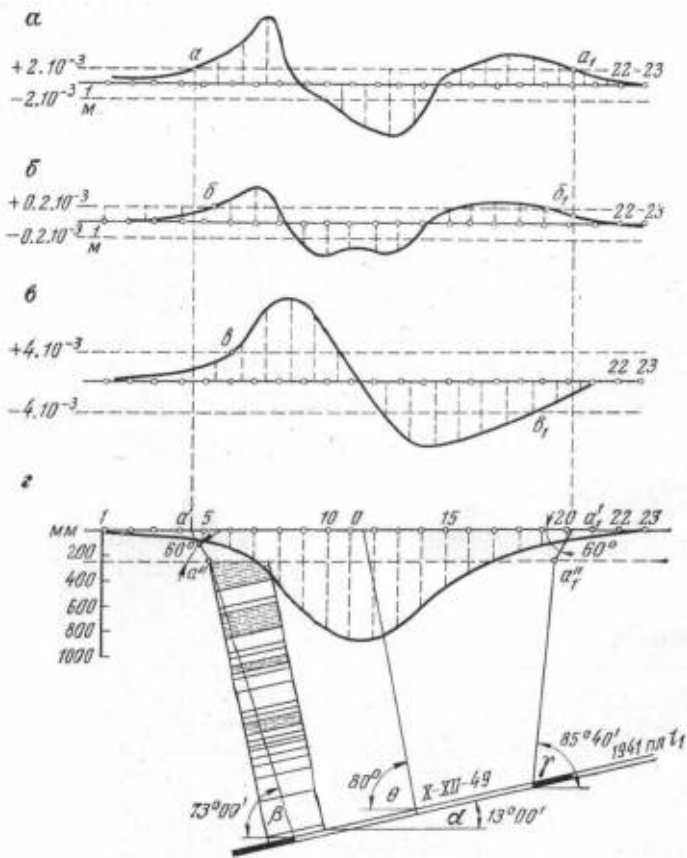 а
+2.10⁻³
а
а₁
22-23
-2.10⁻³ 1/м
б
+0.2.10⁻³
б
б₁
22-23
-0.2.10⁻³ 1/м
в
+4.10⁻³
в
22 23
-4.10⁻³
в₁
г
1 а' 5 10 0 15 20 а₁' 22 23
мм
200
400
600
800
1000
60°
а"
60°
а₁"
85°40'
1941 пл l₁
80°
θ
X-XII-49
γ
73°00'
β
α
13°00'